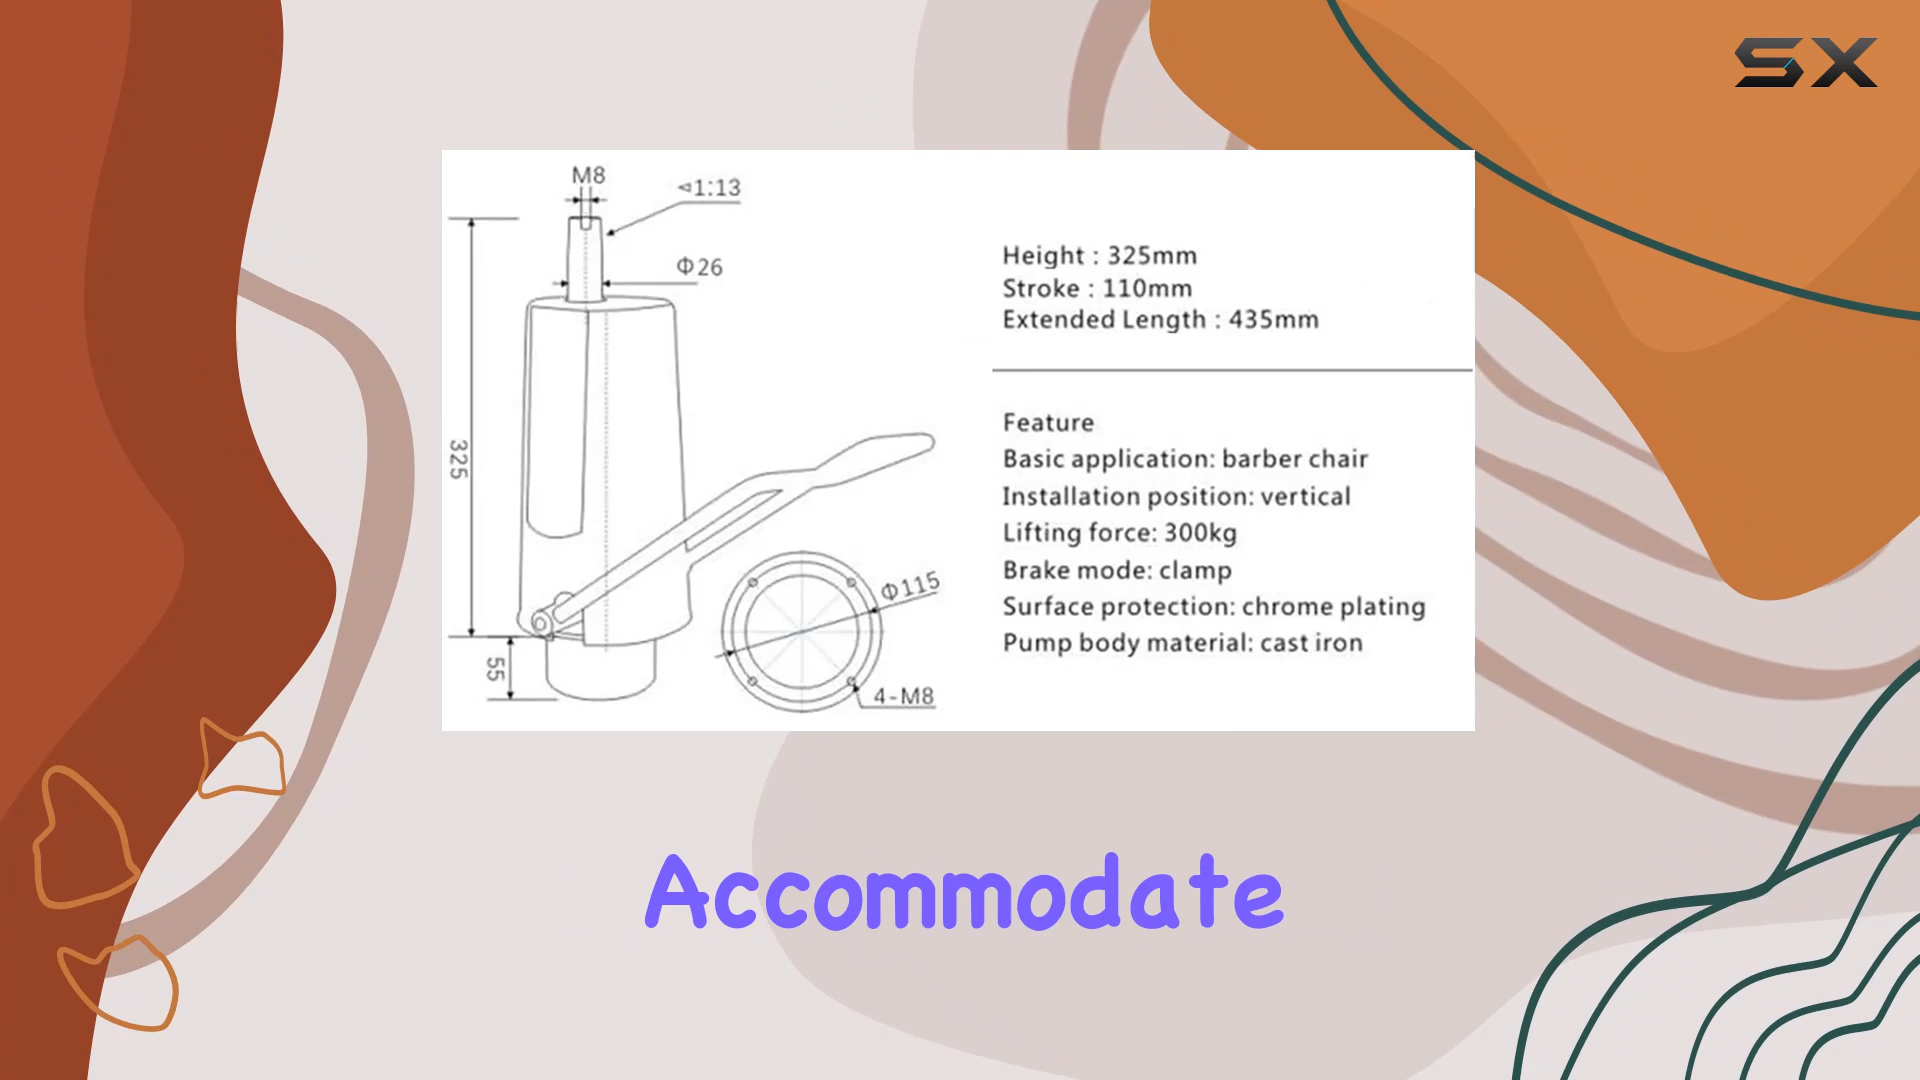 SX
M8
⊲1:13
Φ26
325
55
Φ115
4-M8
Height : 325mm
Stroke : 110mm
Extended Length : 435mm
Feature
Basic application: barber chair
Installation position: vertical
Lifting force: 300kg
Brake mode: clamp
Surface protection: chrome plating
Pump body material: cast iron
Accommodate